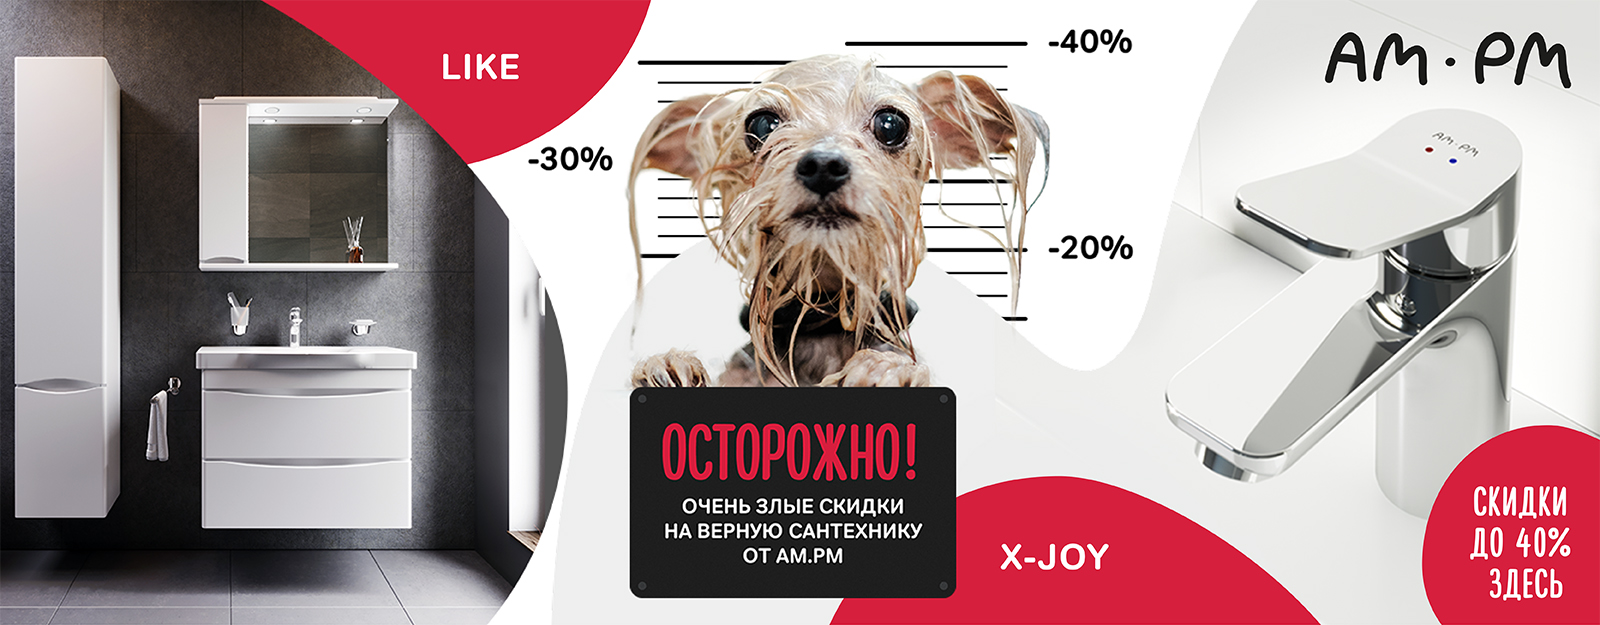 LIKE
-30%
-40%
-20%
ОСТОРОЖНО!
ОЧЕНЬ ЗЛЫЕ СКИДКИ
НА ВЕРНУЮ САНТЕХНИКУ
ОТ AM.PM
X-JOY
AM·PM
AM·PM
СКИДКИ
ДО 40%
ЗДЕСЬ